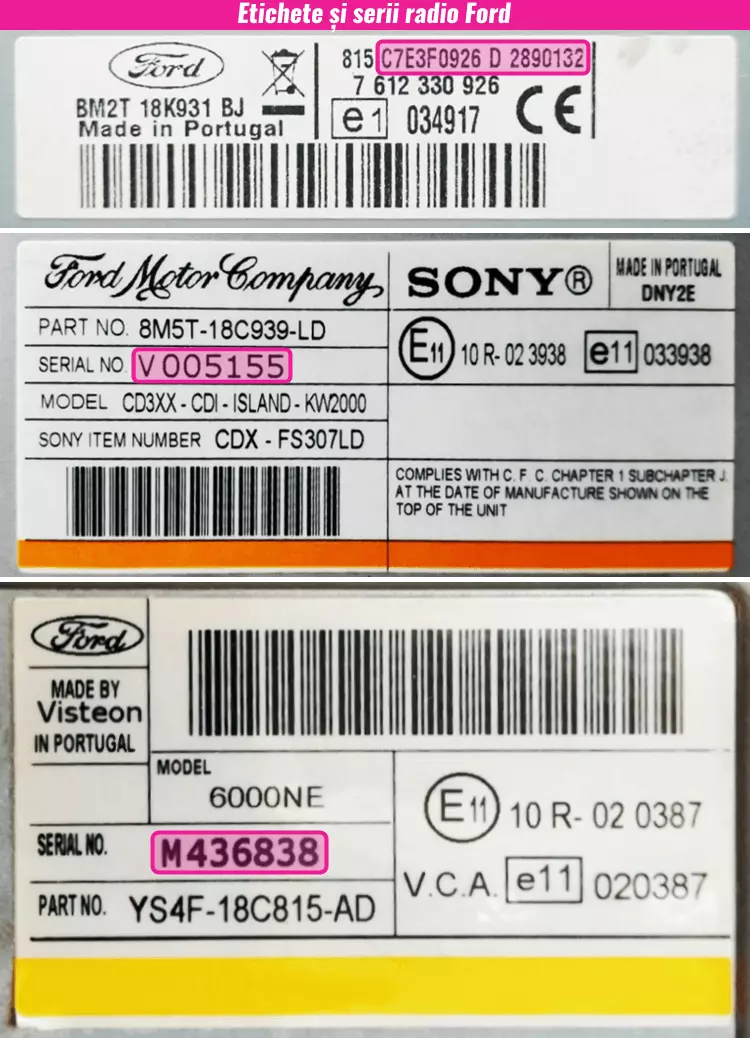 Etichete și serii radio Ford
Ford
BM2T 18K931 BJ
Made in Portugal
815 C7E3F0926 D 2890132
7 612 330 926
e1 034917 CE
Ford Motor Company
SONY®
MADE IN PORTUGAL
DNY2E
PART NO. 8M5T-18C939-LD
SERIAL NO. V005155
MODEL CD3XX - CDI - ISLAND - KW2000
SONY ITEM NUMBER CDX - FS307LD
E11 10 R- 02 3938 e11 033938
COMPLIES WITH C. F. C. CHAPTER 1 SUBCHAPTER J.
AT THE DATE OF MANUFACTURE SHOWN ON THE
TOP OF THE UNIT
Ford
MADE BY
Visteon
IN PORTUGAL
MODEL
6000NE
SERIAL NO. M436838
PART NO. YS4F-18C815-AD
E11 10 R- 02 0387
V.C.A. e11 020387